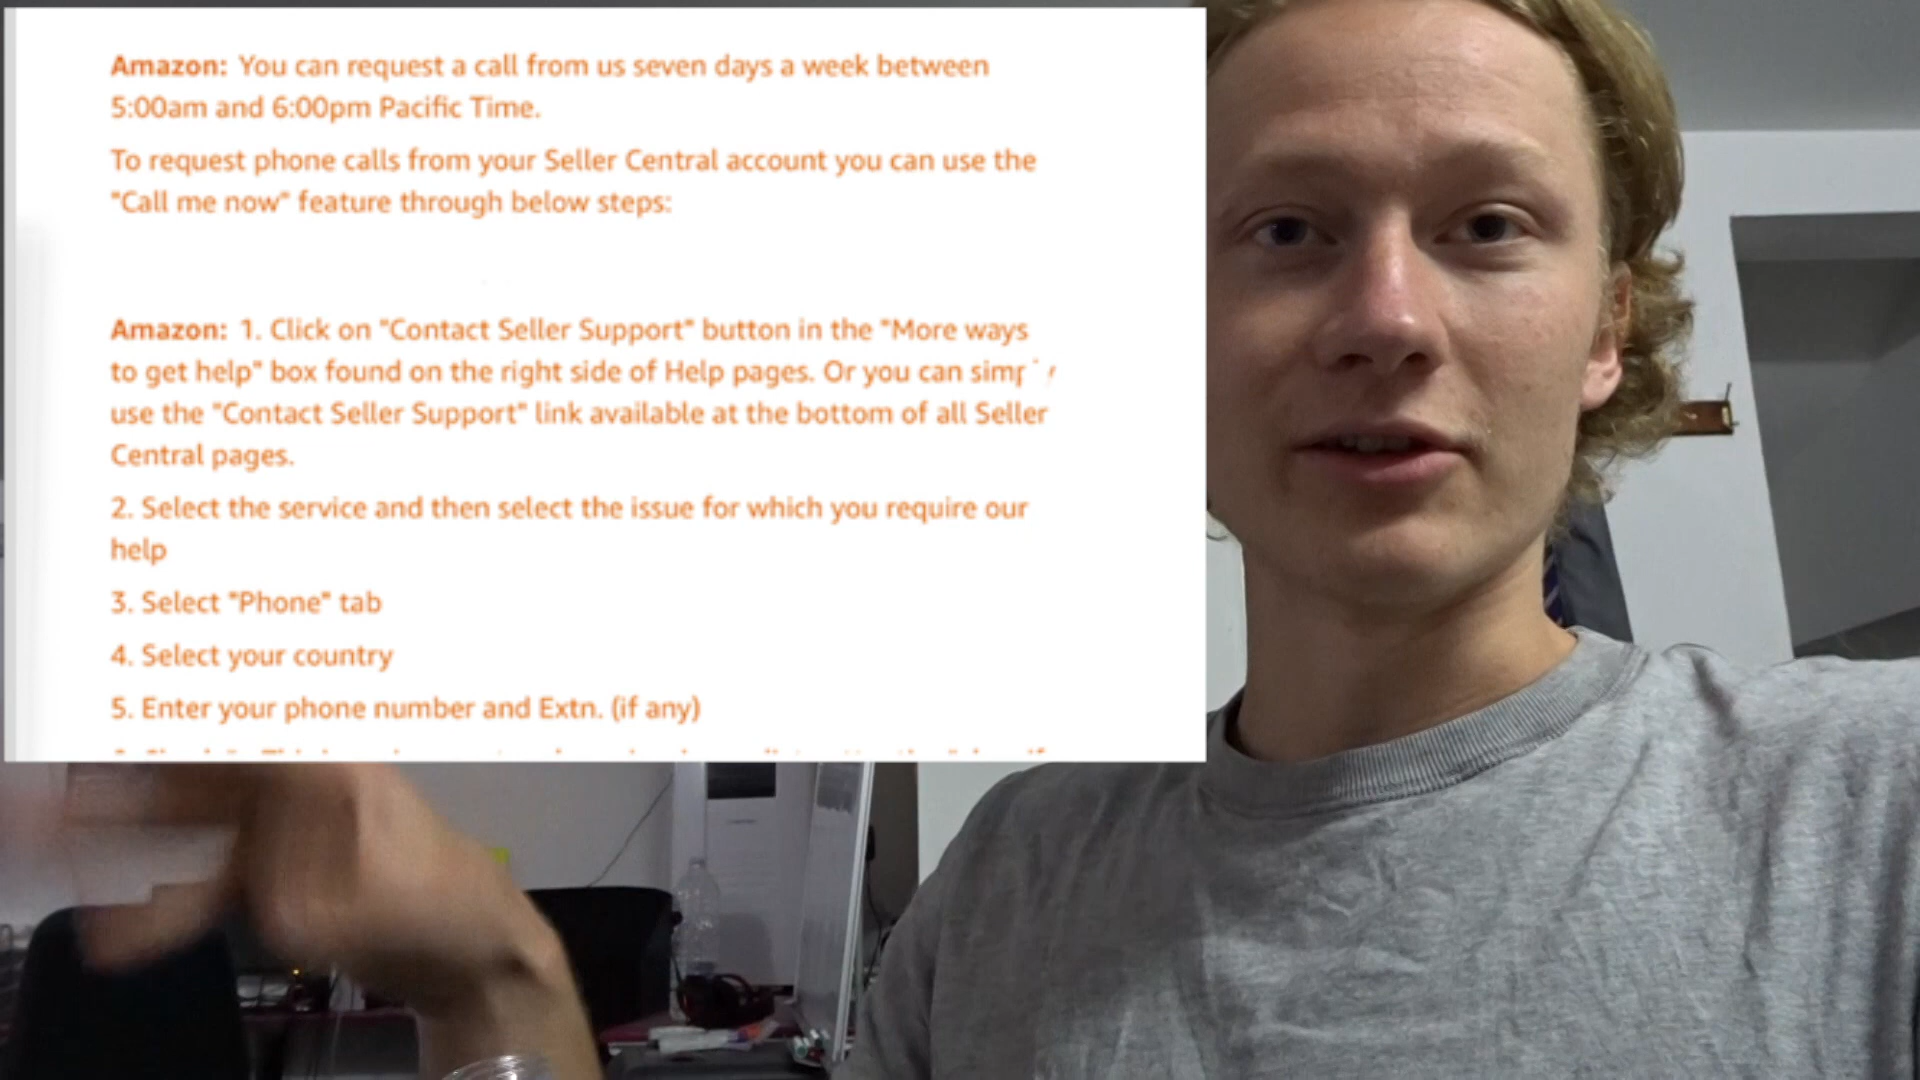 Amazon: You can request a call from us seven days a week between
5:00am and 6:00pm Pacific Time.
To request phone calls from your Seller Central account you can use the
"Call me now" feature through below steps:
Amazon: 1. Click on "Contact Seller Support" button in the "More ways
to get help" box found on the right side of Help pages. Or you can
use the "Contact Seller Support" link available at the bottom of all Seller
Central pages.
2. Select the service and then select the issue for which you require our
help
3. Select "Phone" tab
4. Select your country
5. Enter your phone number and Extn. (if any)